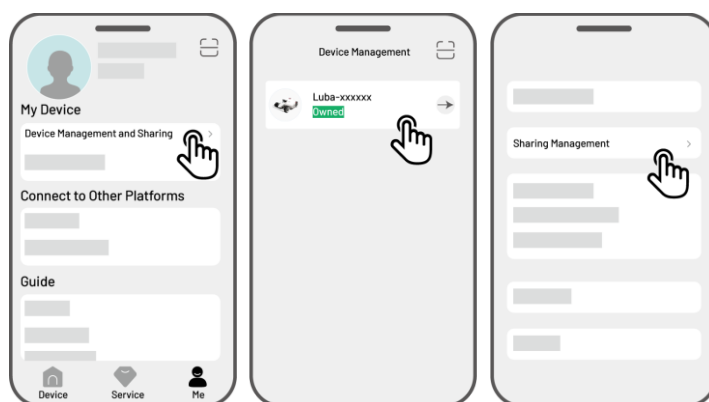 My Device
Device Management and Sharing
Connect to Other Platforms
Guide
Device
Service
Me
Device Management
Luba-xxxxxx
Owned
Sharing Management